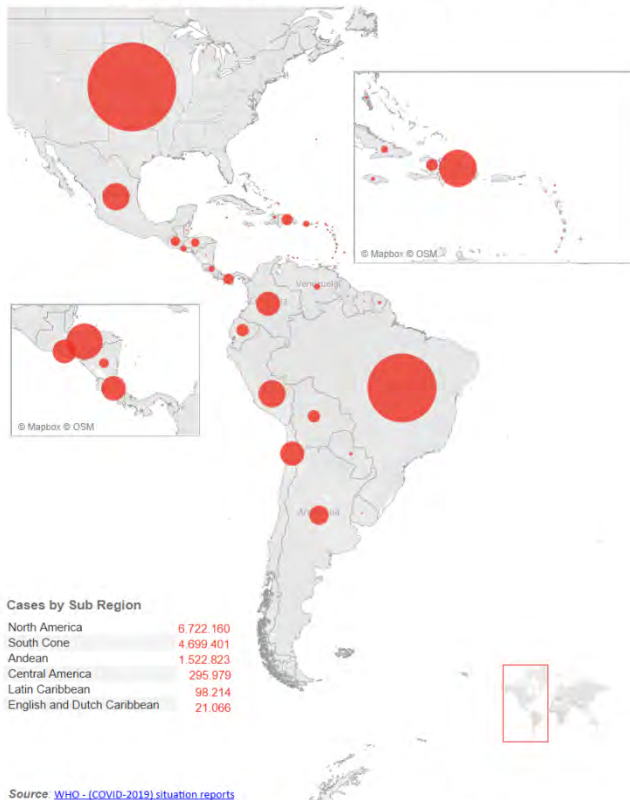 © Mapbox © OSM
Venezuela
© Mapbox © OSM
Cases by Sub Region
North America 6.722.160
South Cone 4.699.401
Andean 1.522.823
Central America 295.979
Latin Caribbean 98.214
English and Dutch Caribbean 21.066
Source: WHO - (COVID-2019) situation reports